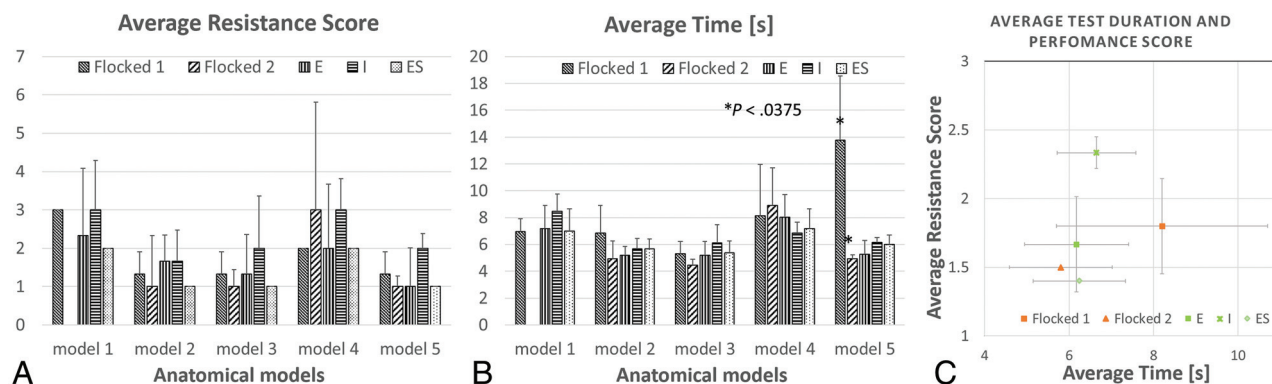 Average Resistance Score
7
6
5
4
3
2
1
0
Flocked 1 Flocked 2 E I ES
model 1 model 2 model 3 model 4 model 5
Anatomical models
A
Average Time [s]
20
18
16
14
12
10
8
6
4
2
0
Flocked 1 Flocked 2 E I ES
*P < .0375
*
*
model 1 model 2 model 3 model 4 model 5
Anatomical models
B
AVERAGE TEST DURATION AND
PERFOMANCE SCORE
Average Resistance Score
3
2.5
2
1.5
1
Flocked 1 Flocked 2 E I ES
4 6 8 10
Average Time [s]
C